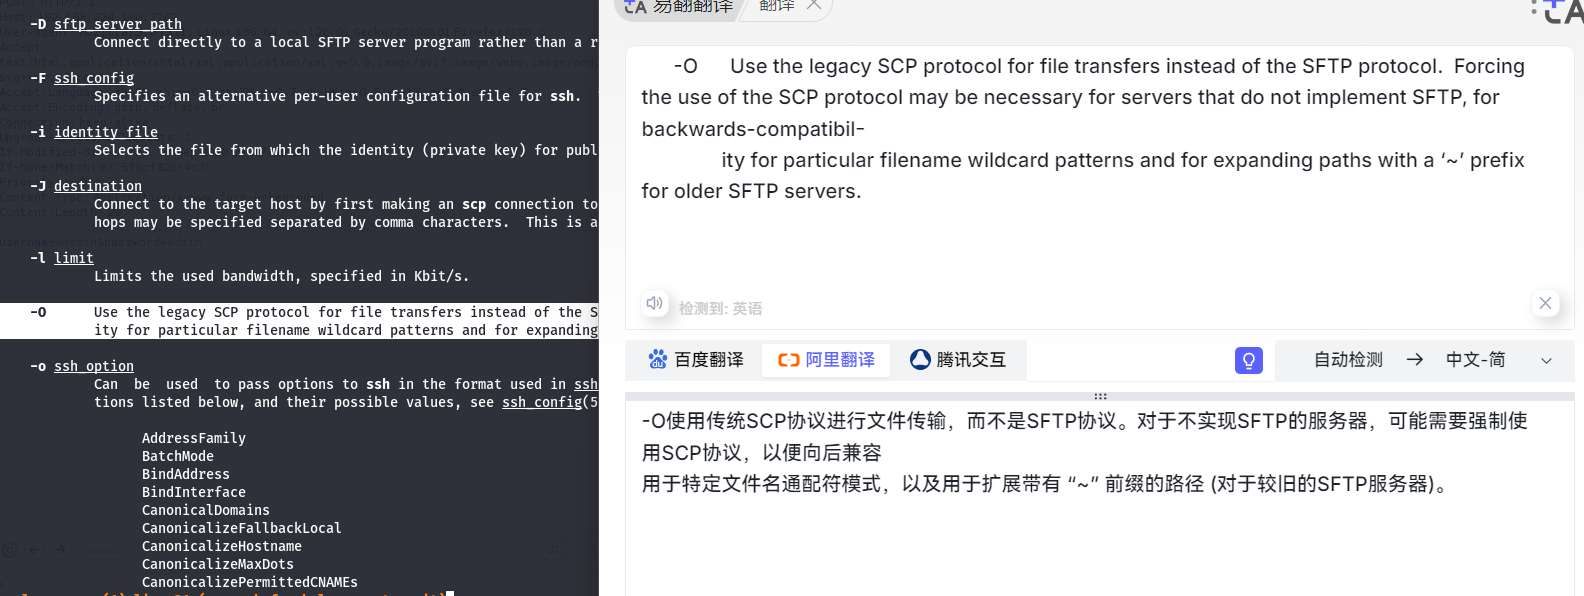 -D sftp_server_path
Connect directly to a local SFTP server program rather than a r
-F ssh_config
Specifies an alternative per-user configuration file for ssh.
-i identity_file
Selects the file from which the identity (private key) for publ
-J destination
Connect to the target host by first making an scp connection to
hops may be specified separated by comma characters.  This is a
-l limit
Limits the used bandwidth, specified in Kbit/s.
-O Use the legacy SCP protocol for file transfers instead of the S
ity for particular filename wildcard patterns and for expanding
-o ssh_option
Can be used to pass options to ssh in the format used in ssh
tions listed below, and their possible values, see ssh_config(5
AddressFamily
BatchMode
BindAddress
BindInterface
CanonicalDomains
CanonicalizeFallbackLocal
CanonicalizeHostname
CanonicalizeMaxDots
CanonicalizePermittedCNAMEs
易翻翻译 翻译
-O Use the legacy SCP protocol for file transfers instead of the SFTP protocol.  Forcing
the use of the SCP protocol may be necessary for servers that do not implement SFTP, for
backwards-compatibil-
ity for particular filename wildcard patterns and for expanding paths with a ‘~’ prefix
for older SFTP servers.
检测到: 英语
百度翻译 阿里翻译 腾讯交互 自动检测 → 中文-简
-O使用传统SCP协议进行文件传输，而不是SFTP协议。对于不实现SFTP的服务器，可能需要强制使
用SCP协议，以便向后兼容
用于特定文件名通配符模式，以及用于扩展带有 “~” 前缀的路径 (对于较旧的SFTP服务器)。